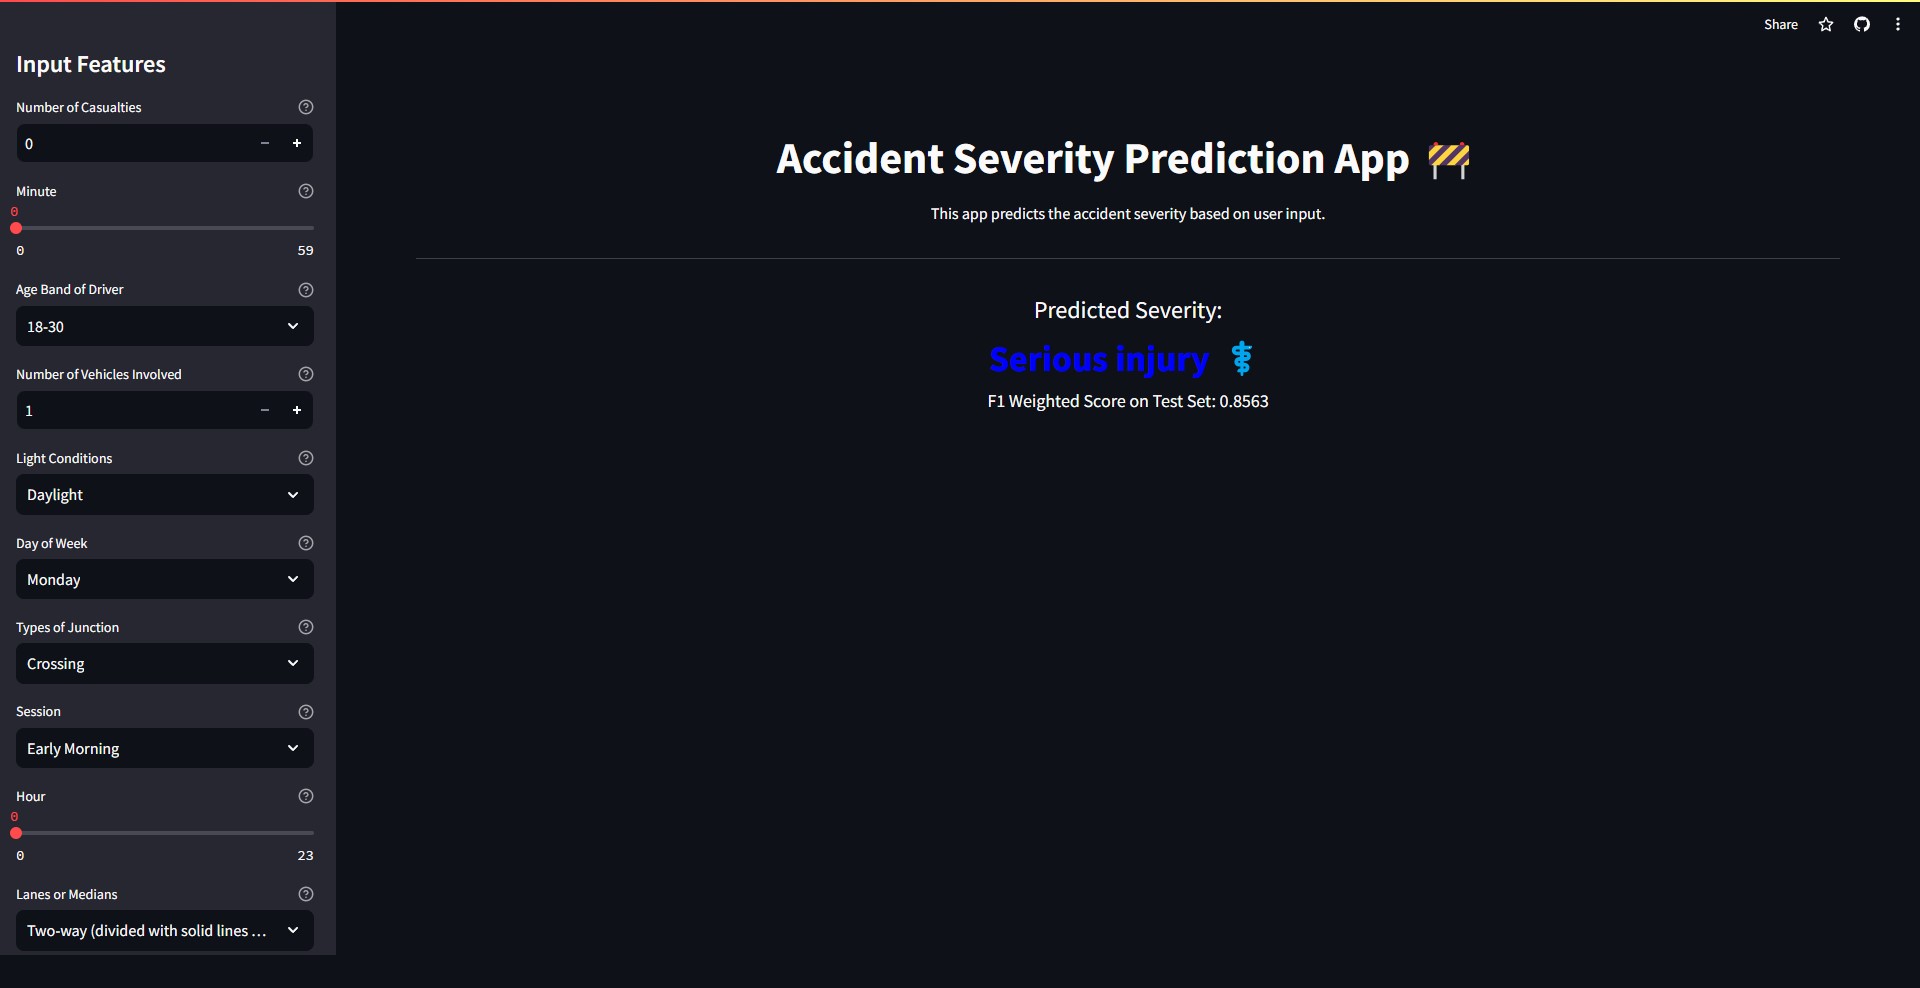 Share
Input Features
Number of Casualties
0
Minute
0
0 59
Age Band of Driver
18-30
Number of Vehicles Involved
1
Light Conditions
Daylight
Day of Week
Monday
Types of Junction
Crossing
Session
Early Morning
Hour
0
0 23
Lanes or Medians
Two-way (divided with solid lines ...
Accident Severity Prediction App
This app predicts the accident severity based on user input.
Predicted Severity:
Serious injury
F1 Weighted Score on Test Set: 0.8563